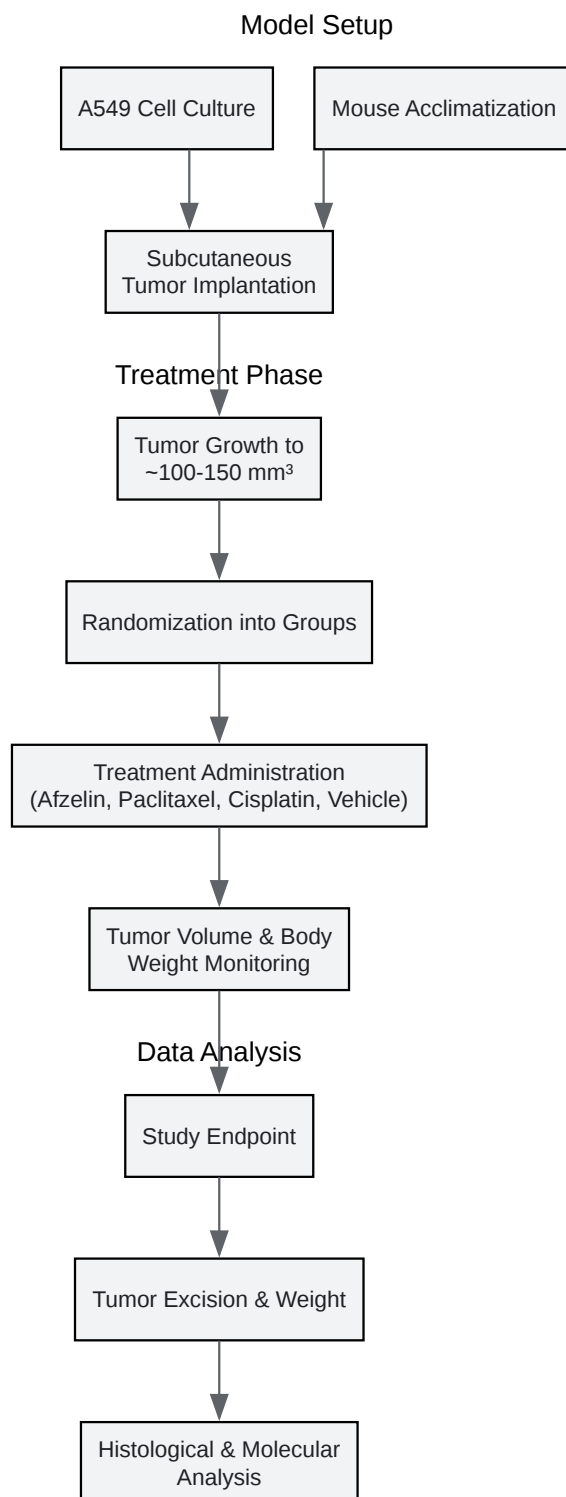 Model Setup
A549 Cell Culture
Mouse Acclimatization
Subcutaneous
Tumor Implantation
Treatment Phase
Tumor Growth to
~100-150 mm³
Randomization into Groups
Treatment Administration
(Afzelin, Paclitaxel, Cisplatin, Vehicle)
Tumor Volume & Body
Weight Monitoring
Data Analysis
Study Endpoint
Tumor Excision & Weight
Histological & Molecular
Analysis